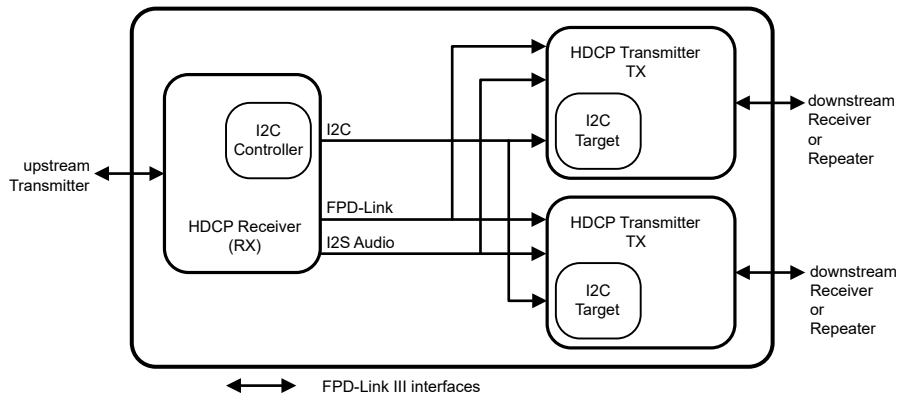 upstream
Transmitter
I2C
Controller
HDCP Receiver
(RX)
I2C
FPD-Link
I2S Audio
HDCP Transmitter
TX
I2C
Target
downstream
Receiver
or
Repeater
HDCP Transmitter
TX
I2C
Target
downstream
Receiver
or
Repeater
FPD-Link III interfaces